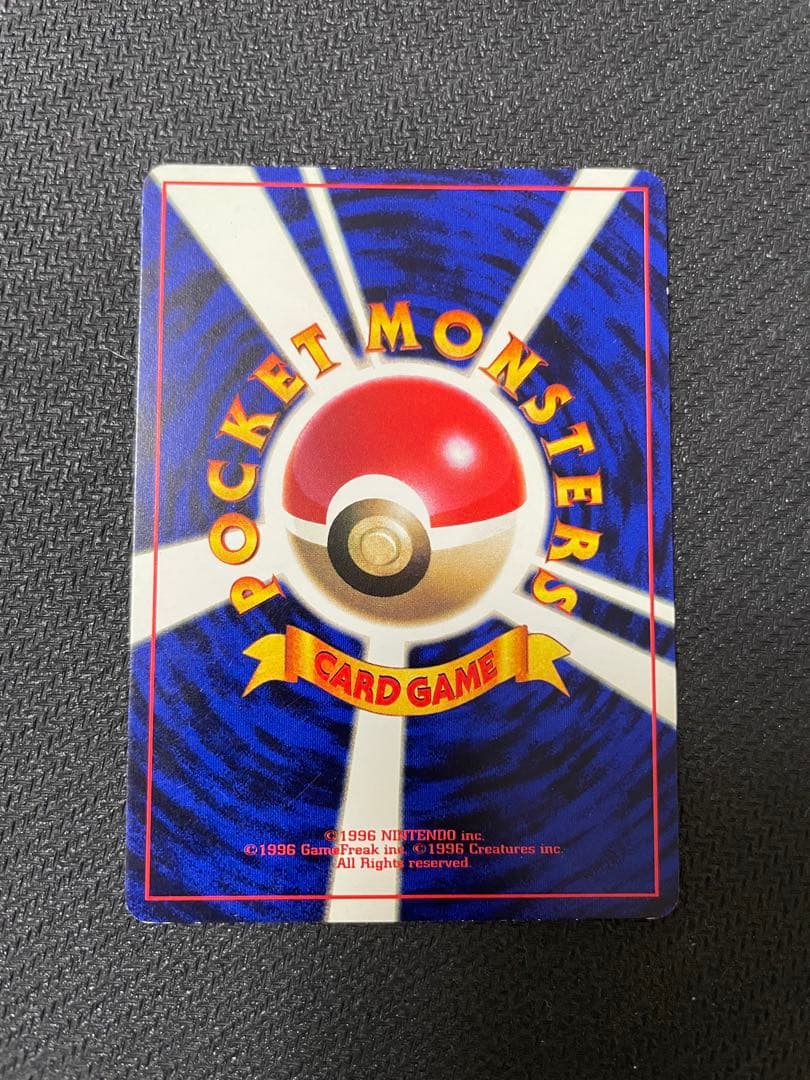 POCKET MONSTERS
CARD GAME
©1996 NINTENDO inc.
©1996 GameFreak inc. ©1996 Creatures inc.
All Rights reserved.